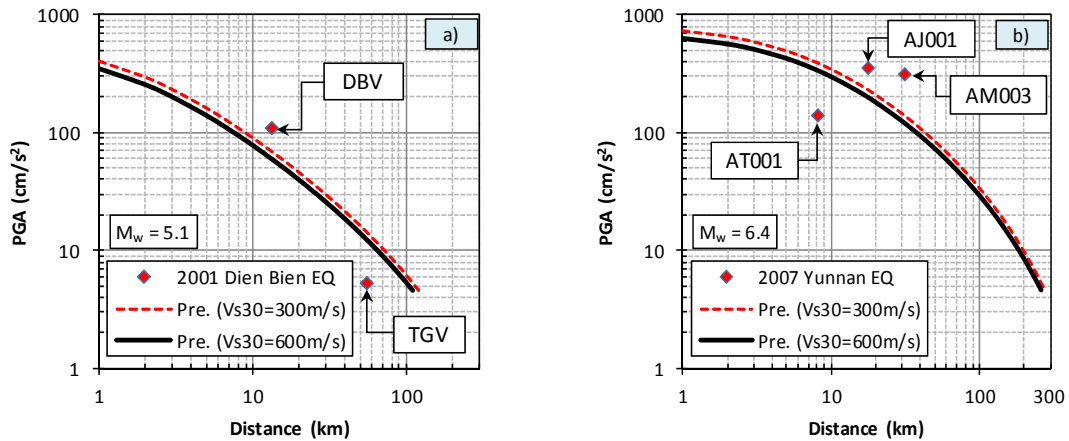 a)
1000
100
10
1
PGA (cm/s²)
DBV
TGV
M_w = 5.1
2001 Dien Bien EQ
Pre. (Vs30=300m/s)
Pre. (Vs30=600m/s)
1 10 100
Distance (km)
b)
1000
100
10
1
PGA (cm/s²)
AJ001
AM003
AT001
M_w = 6.4
2007 Yunnan EQ
Pre. (Vs30=300m/s)
Pre. (Vs30=600m/s)
1 10 100 300
Distance (km)